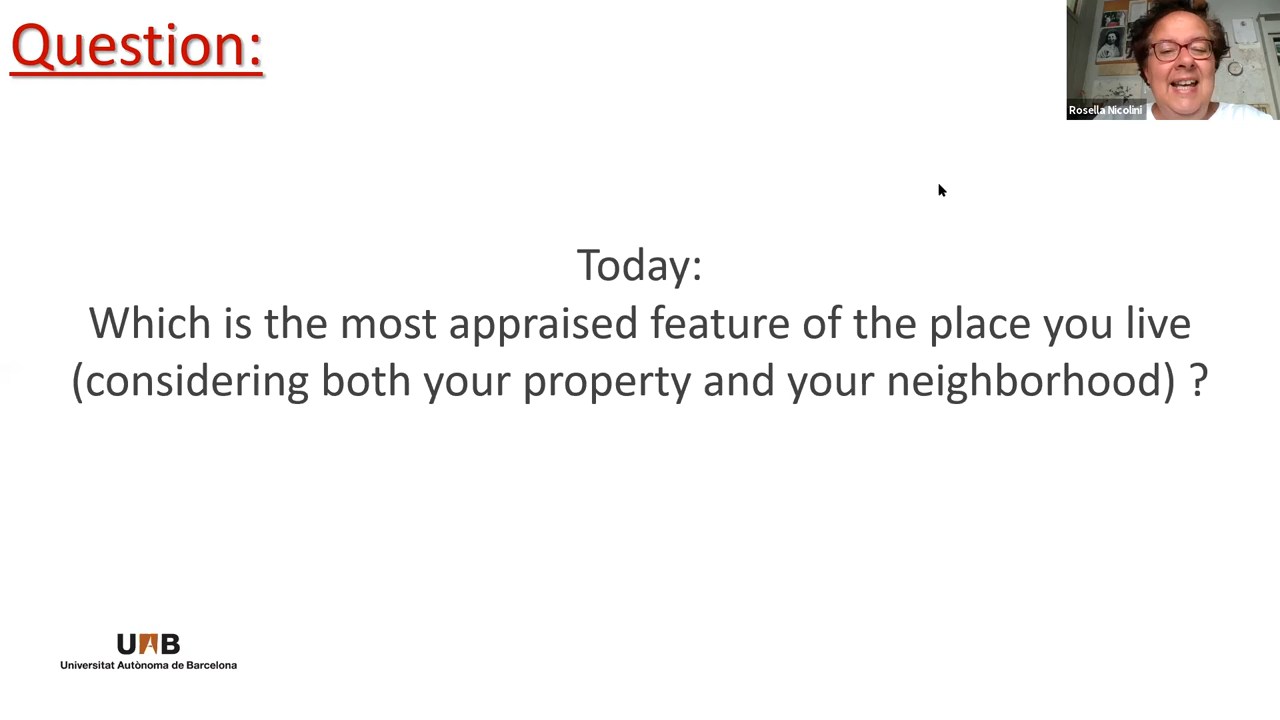 Question:
Rosella Nicolini
Today:
Which is the most appraised feature of the place you live
(considering both your property and your neighborhood) ?
UAB
Universitat Autònoma de Barcelona